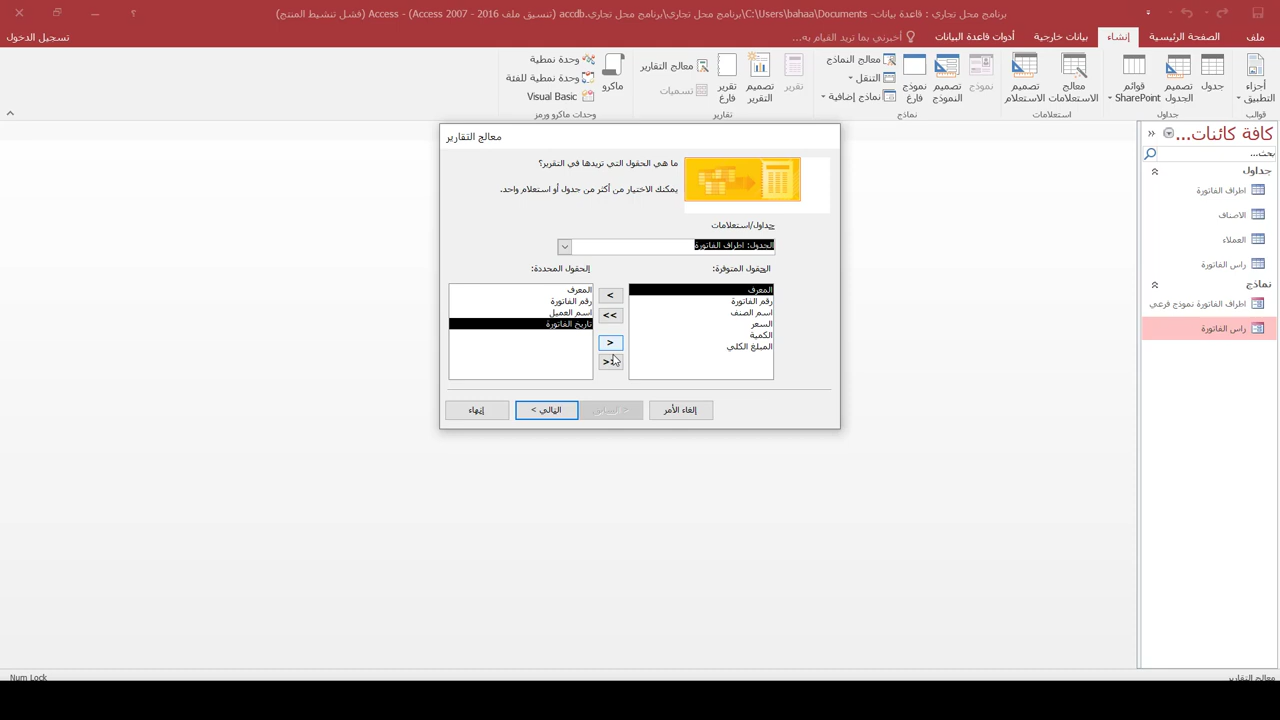 برنامج محل تجاري : قاعدة بيانات- C:\Users\bahaa\Documents\برنامج محل تجاري\برنامج محل تجاري.accdb (تنسيق ملف Access 2007 - 2016) - Access (فشل تنشيط المنتج)
ملف
الصفحة الرئيسية
إنشاء
بيانات خارجية
أدوات قاعدة البيانات
أخبرني بما تريد القيام به...
تسجيل الدخول
أجزاء التطبيق
جدول
تصميم الجدول
قوائم SharePoint
معالج الاستعلامات
تصميم الاستعلام
نموذج
تصميم النموذج
نموذج فارغ
معالج النماذج
التنقل
نماذج إضافية
تقرير
تصميم التقرير
تقرير فارغ
معالج التقارير
تسميات
ماكرو
وحدة نمطية
وحدة نمطية للفئة
Visual Basic
قوالب
جداول
استعلامات
نماذج
تقارير
وحدات ماكرو ورمز
كافة كائنات...
بحث...
جداول
اطراف الفاتورة
الاصناف
العملاء
راس الفاتورة
نماذج
اطراف الفاتورة نموذج فرعي
راس الفاتورة
معالج التقارير
ما هي الحقول التي تريدها في التقرير؟
يمكنك الاختيار من أكثر من جدول أو استعلام واحد.
جداول/استعلامات
الجدول: اطراف الفاتورة
الحقول المتوفرة:
المعرف
رقم الفاتورة
اسم الصنف
السعر
الكمية
المبلغ الكلي
الحقول المحددة:
المعرف
رقم الفاتورة
اسم العميل
تاريخ الفاتورة
إلغاء الأمر
< السابق
التالي >
إنهاء
معالج التقارير
Num Lock